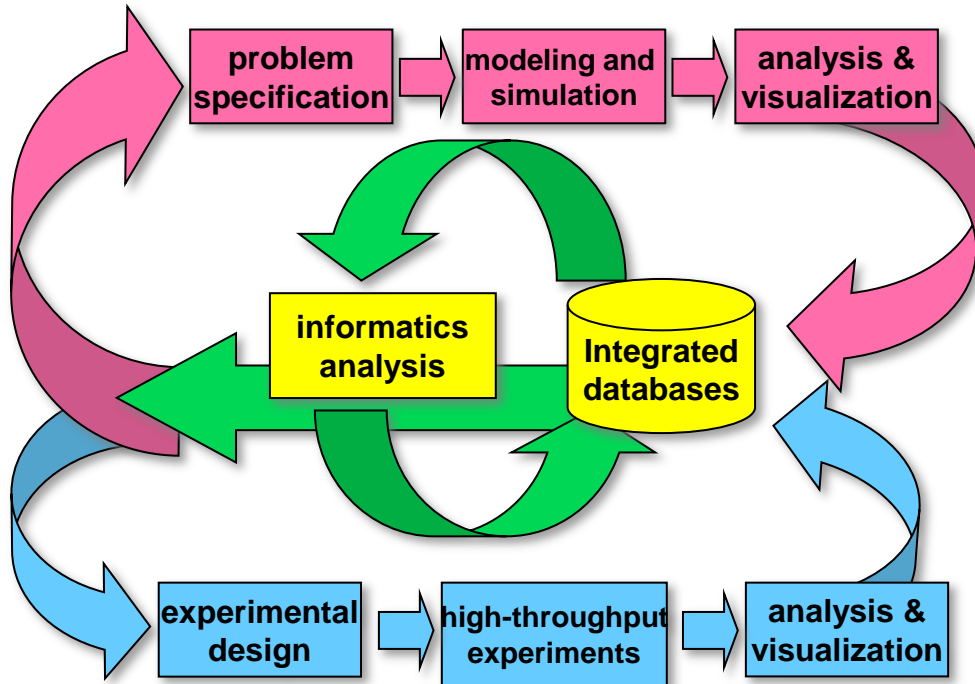 problem
specification
modeling and
simulation
analysis &
visualization
informatics
analysis
Integrated
databases
experimental
design
high-throughput
experiments
analysis &
visualization